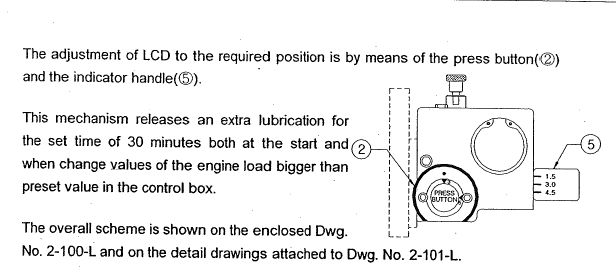 The adjustment of LCD to the required position is by means of the press button(②)
and the indicator handle(⑤).
This mechanism releases an extra lubrication for
the set time of 30 minutes both at the start and
when change values of the engine load bigger than
preset value in the control box.
The overall scheme is shown on the enclosed Dwg.
No. 2-100-L and on the detail drawings attached to Dwg. No. 2-101-L.
2
5
PRESS
BUTTON
1.5
3.0
4.5